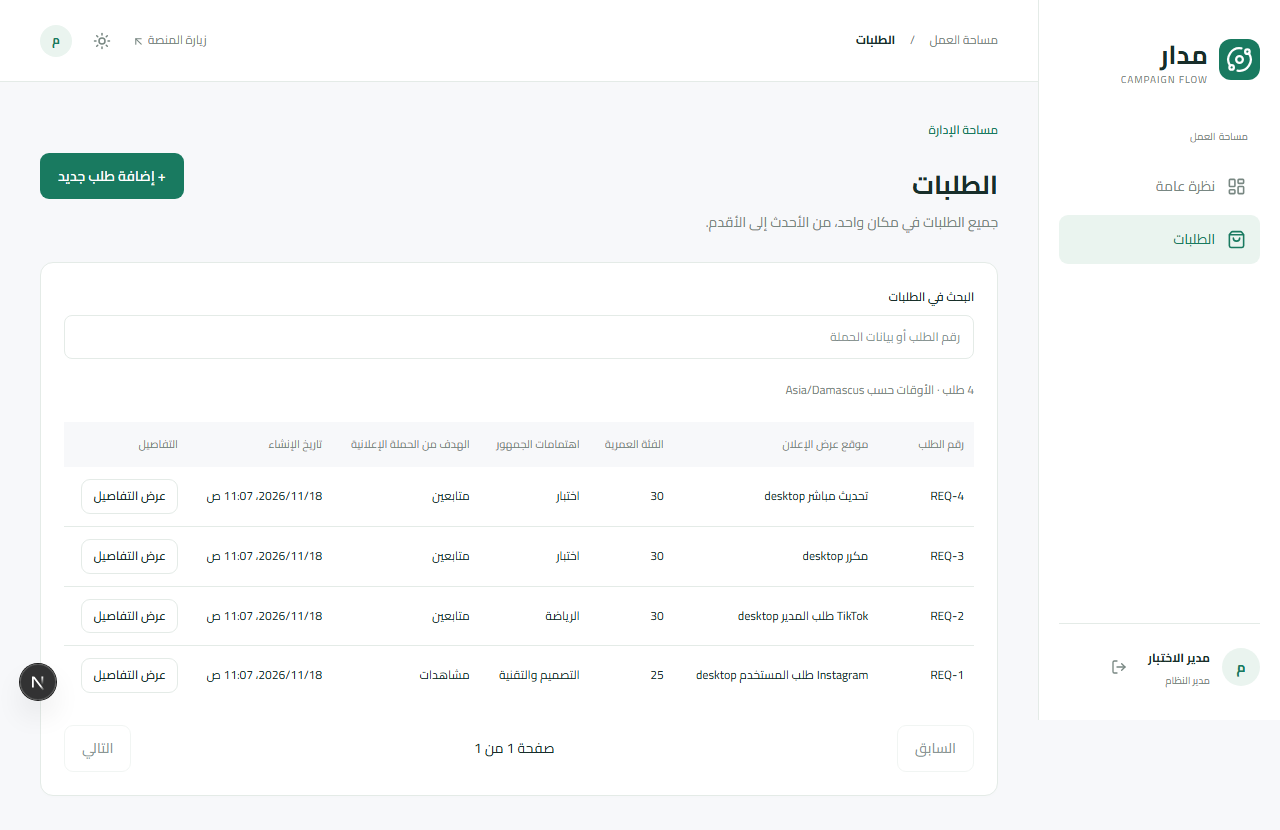 مدار
CAMPAIGN FLOW
مساحة العمل
نظرة عامة
الطلبات
مدير الاختبار
مدير النظام
م
مساحة العمل / الطلبات
زيارة المنصة
م
مساحة الإدارة
الطلبات
جميع الطلبات في مكان واحد، من الأحدث إلى الأقدم.
+ إضافة طلب جديد
البحث في الطلبات
رقم الطلب أو بيانات الحملة
4 طلب · الأوقات حسب Asia/Damascus
رقم الطلب موقع عرض الإعلان الفئة العمرية اهتمامات الجمهور الهدف من الحملة الإعلانية تاريخ الإنشاء التفاصيل
REQ-4 تحديث مباشر desktop 30 اختبار متابعين 2026/11/18، 11:07 ص عرض التفاصيل
REQ-3 مكرر desktop 30 اختبار متابعين 2026/11/18، 11:07 ص عرض التفاصيل
REQ-2 TikTok طلب المدير desktop 30 الرياضة متابعين 2026/11/18، 11:07 ص عرض التفاصيل
REQ-1 Instagram طلب المستخدم desktop 25 التصميم والتقنية مشاهدات 2026/11/18، 11:07 ص عرض التفاصيل
السابق صفحة 1 من 1 التالي
N